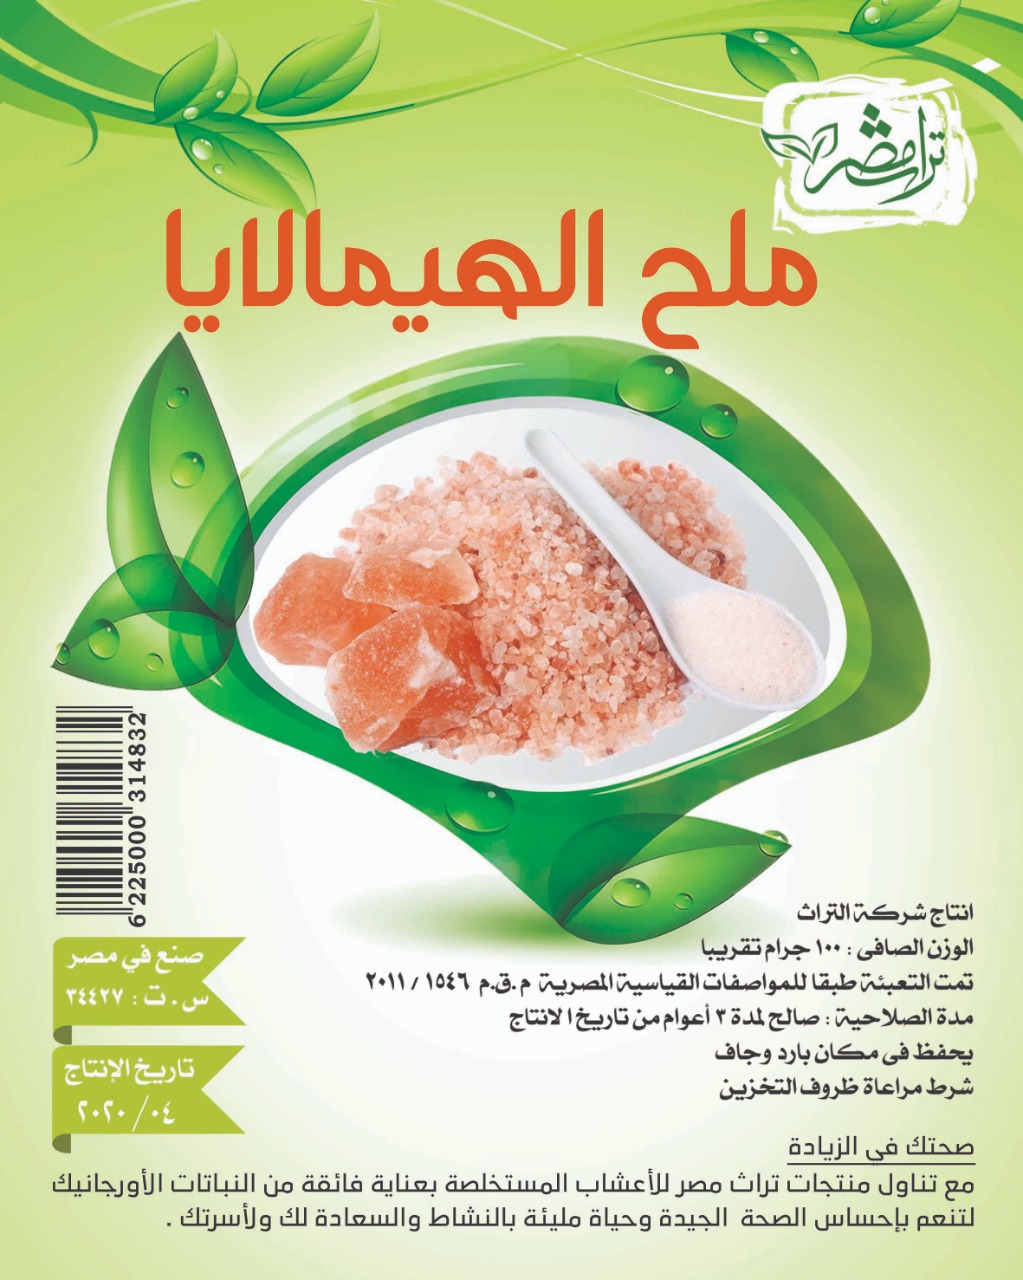 تراث مصر
ملح الهيمالايا
6 225000 314832
انتاج شركة التراث
الوزن الصافى : ١٠٠ جرام تقريبا
تمت التعبئة طبقا للمواصفات القياسية المصرية م.ق.م ١٥٤٦ / ٢٠١١
مدة الصلاحية : صالح لمدة ٣ أعوام من تاريخ الانتاج
يحفظ فى مكان بارد وجاف
شرط مراعاة ظروف التخزين
صنع في مصر
س . ت : ٣٤٤٢٧
تاريخ الإنتاج
٠٤/ ٢٠٢٠
صحتك في الزيادة
مع تناول منتجات تراث مصر للأعشاب المستخلصة بعناية فائقة من النباتات الأورجانيك
لتنعم بإحساس الصحة الجيدة وحياة مليئة بالنشاط والسعادة لك ولأسرتك .